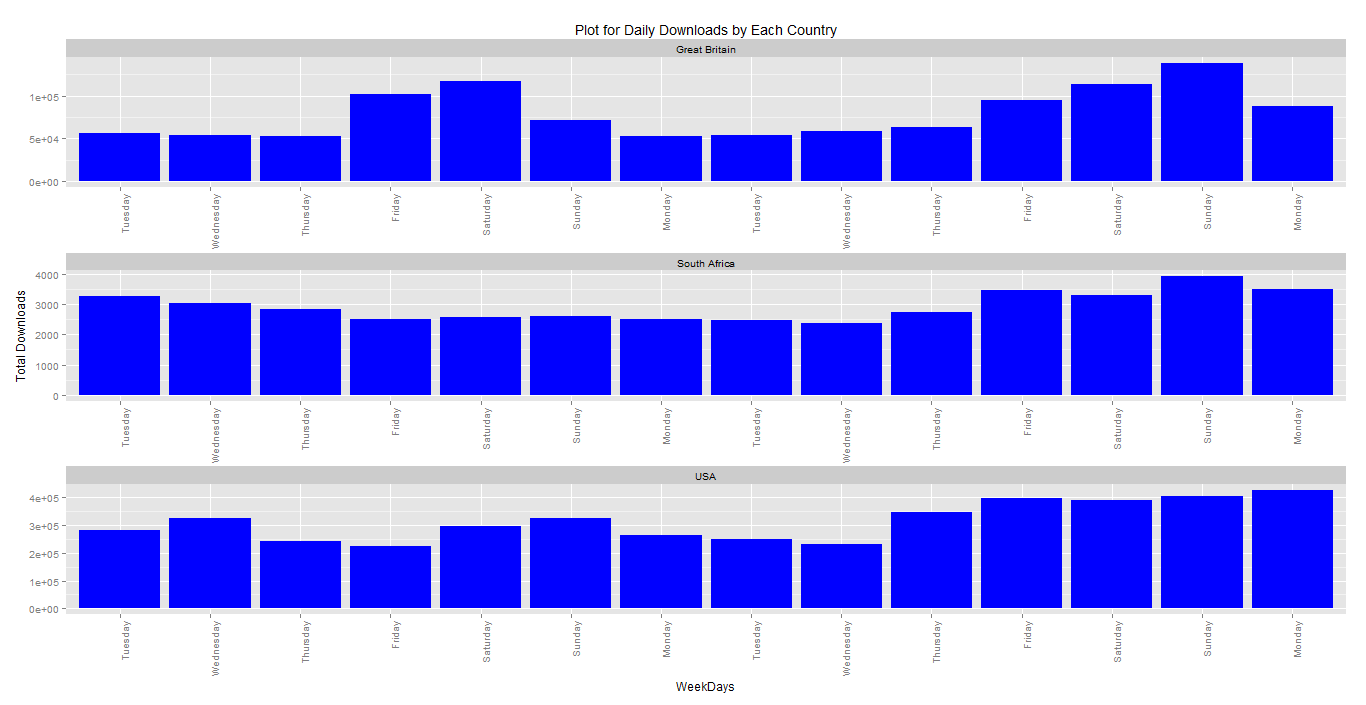 Plot for Daily Downloads by Each Country
Great Britain
1e+05
5e+04
0e+00
Tuesday
Wednesday
Thursday
Friday
Saturday
Sunday
Monday
Tuesday
Wednesday
Thursday
Friday
Saturday
Sunday
Monday
South Africa
Total Downloads
4000
3000
2000
1000
0
Tuesday
Wednesday
Thursday
Friday
Saturday
Sunday
Monday
Tuesday
Wednesday
Thursday
Friday
Saturday
Sunday
Monday
USA
4e+05
3e+05
2e+05
1e+05
0e+00
Tuesday
Wednesday
Thursday
Friday
Saturday
Sunday
Monday
Tuesday
Wednesday
Thursday
Friday
Saturday
Sunday
Monday
WeekDays